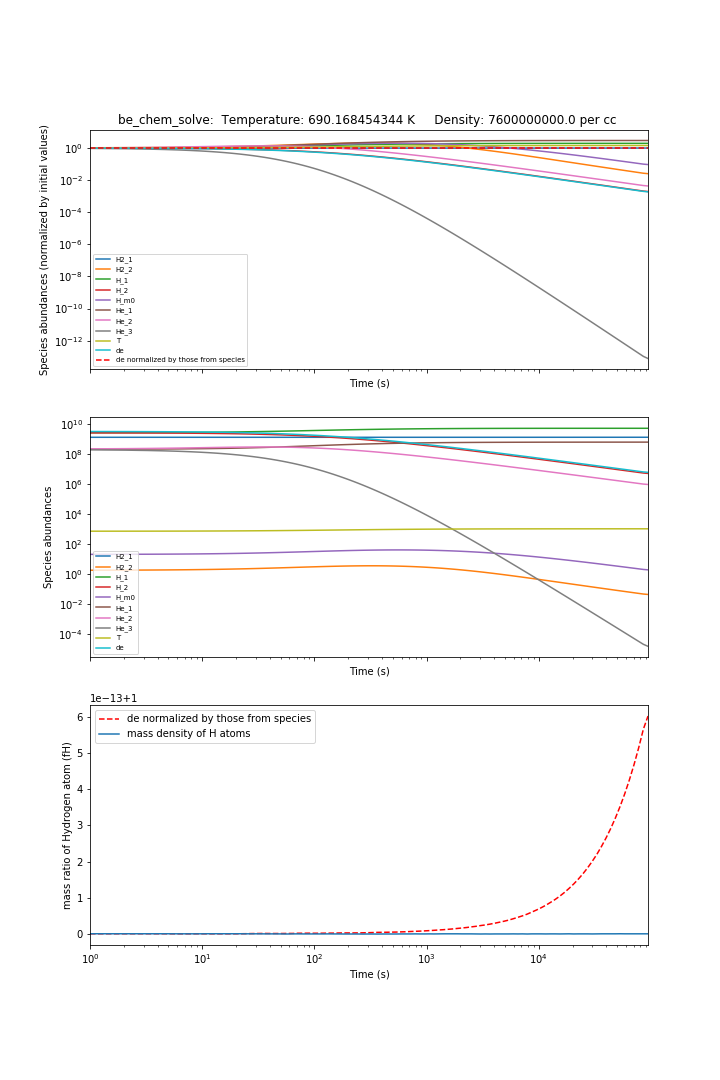 be_chem_solve:  Temperature: 690.168454344 K     Density: 7600000000.0 per cc
Species abundances (normalized by initial values)
10^0
10^−2
10^−4
10^−6
10^−8
10^−10
10^−12
H2_1
H2_2
H_1
H_2
H_m0
He_1
He_2
He_3
T
de
de normalized by those from species
Time (s)
Species abundances
10^10
10^8
10^6
10^4
10^2
10^0
10^−2
10^−4
H2_1
H2_2
H_1
H_2
H_m0
He_1
He_2
He_3
T
de
Time (s)
1e−13+1
mass ratio of Hydrogen atom (fH)
6
5
4
3
2
1
0
de normalized by those from species
mass density of H atoms
10^0 10^1 10^2 10^3 10^4
Time (s)